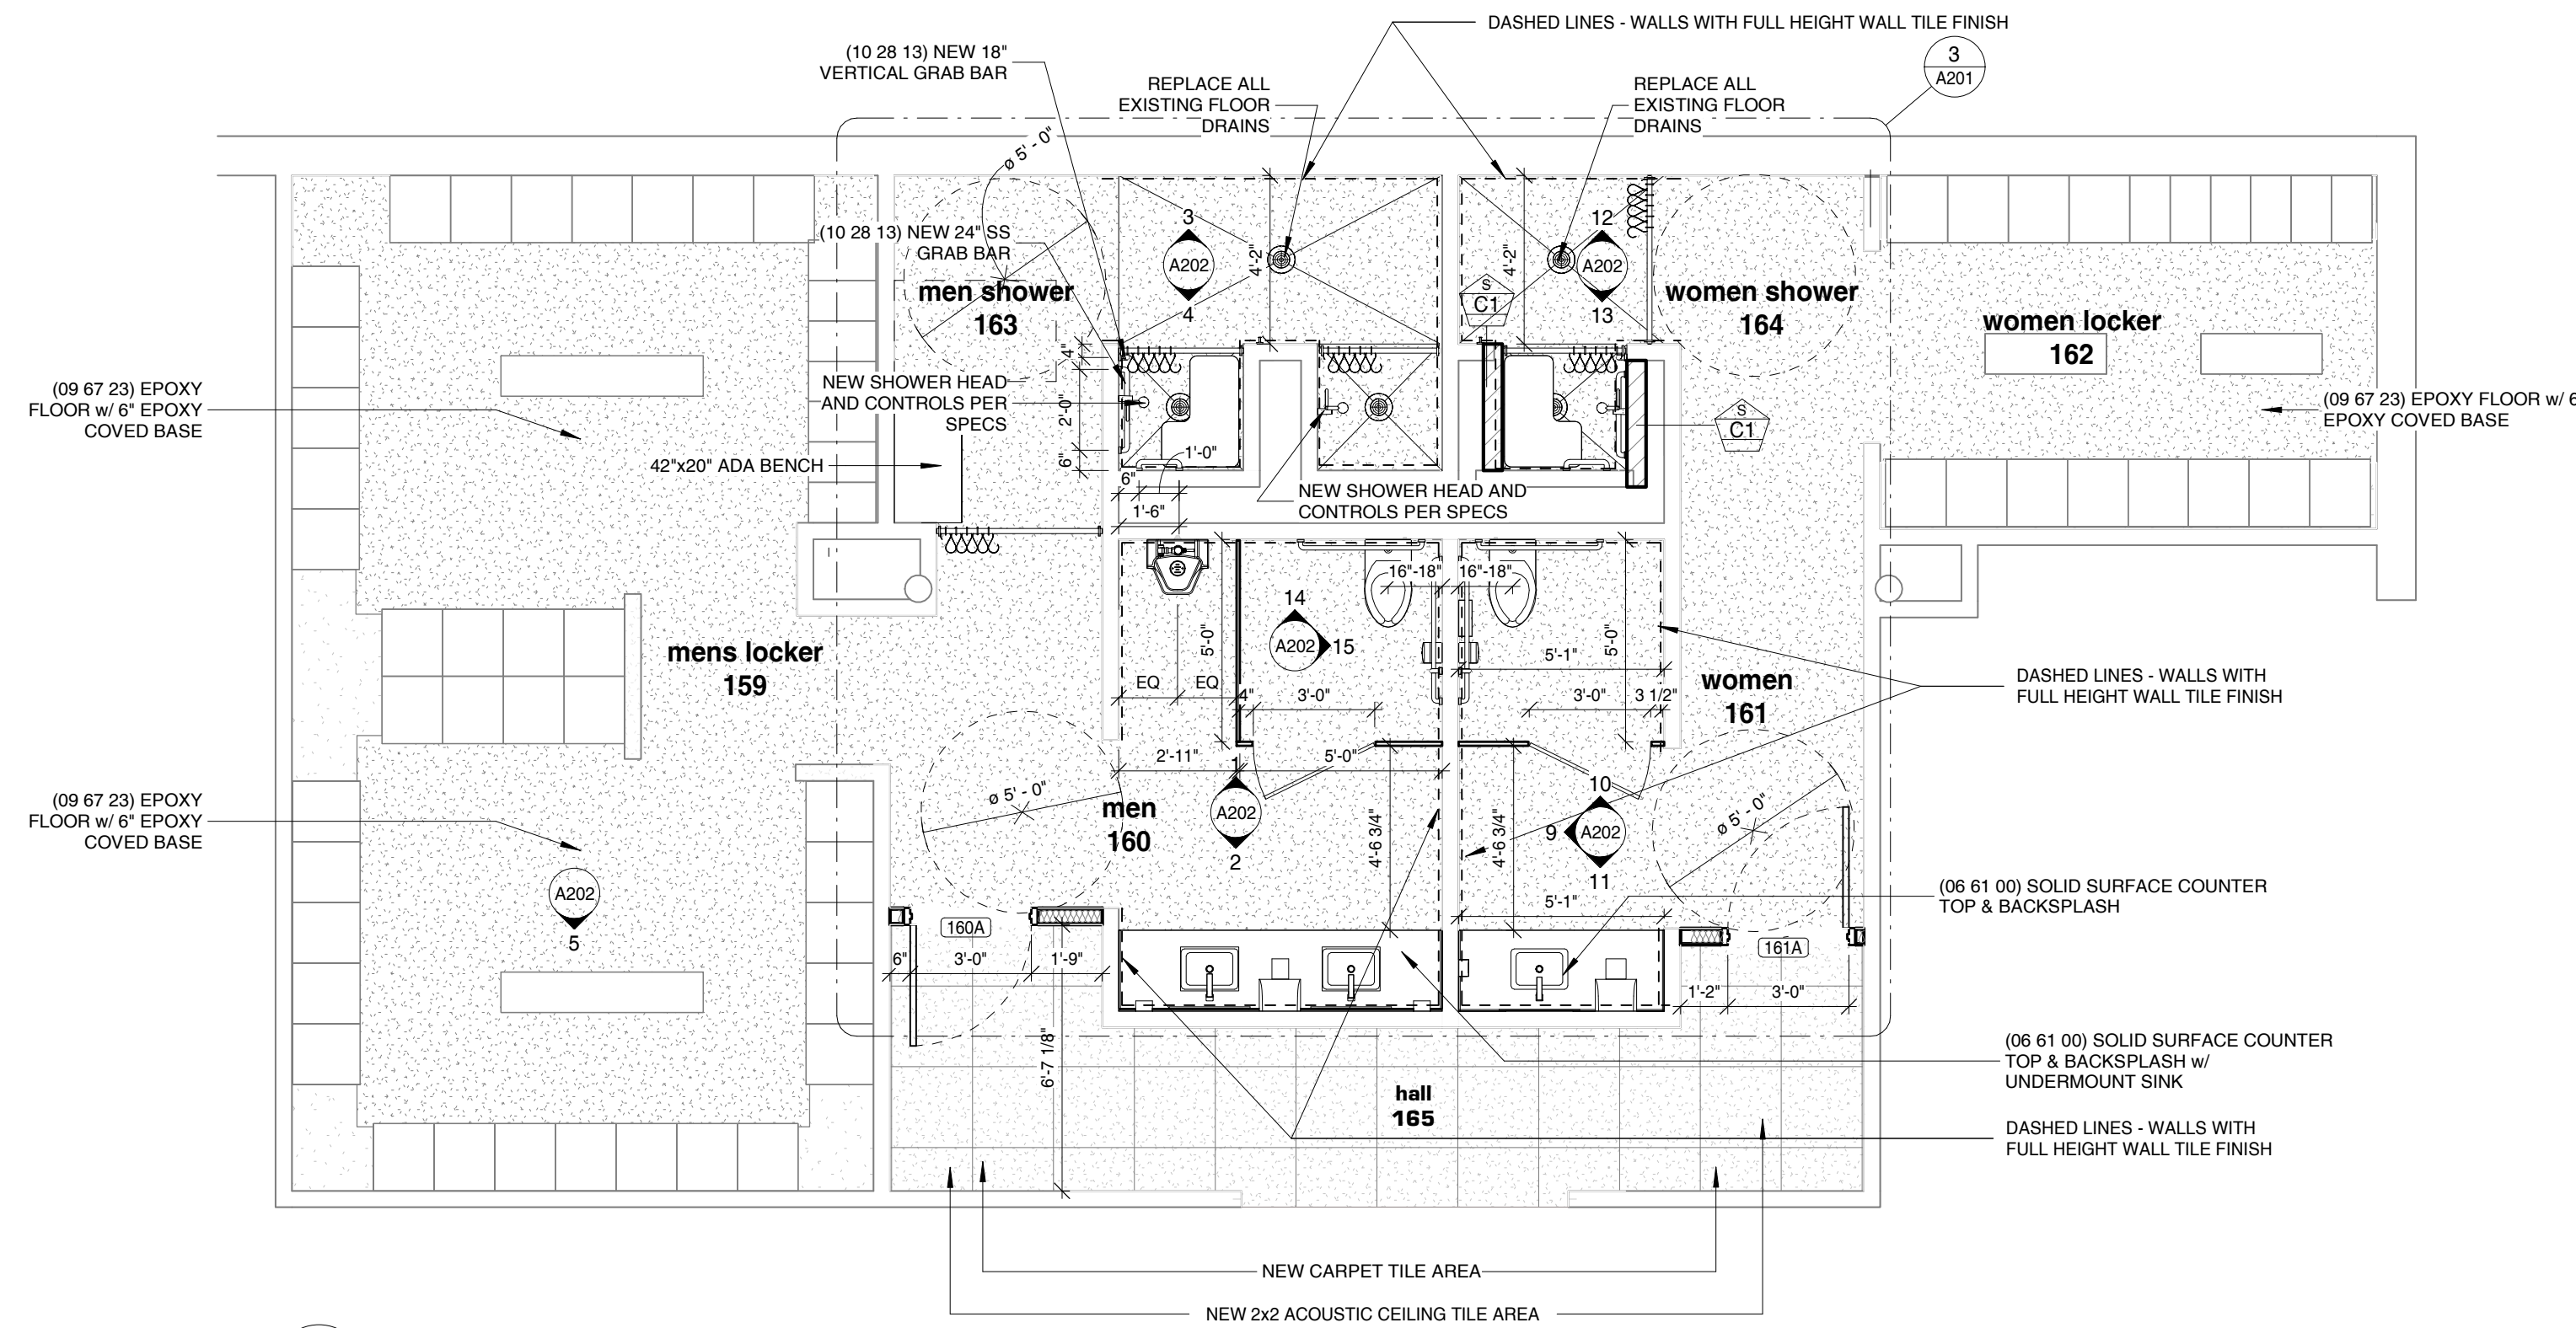 DASHED LINES - WALLS WITH FULL HEIGHT WALL TILE FINISH
3
A201
(10 28 13) NEW 18"
VERTICAL GRAB BAR
REPLACE ALL
EXISTING FLOOR
DRAINS
REPLACE ALL
EXISTING FLOOR
DRAINS
ø 5' - 0"
(10 28 13) NEW 24" SS
GRAB BAR
3
A202
4
4'-2"
4'-2"
12
A202
13
S
C1
men shower
163
women shower
164
women locker
162
4"
2'-0"
6"
NEW SHOWER HEAD
AND CONTROLS PER
SPECS
(09 67 23) EPOXY
FLOOR w/ 6" EPOXY
COVED BASE
(09 67 23) EPOXY FLOOR w/ 6
EPOXY COVED BASE
S
C1
42"x20" ADA BENCH
1'-0"
6"
1'-6"
NEW SHOWER HEAD AND
CONTROLS PER SPECS
16"-18"
16"-18"
14
A202
15
5'-0"
5'-0"
5'-1"
EQ
EQ
4"
3'-0"
3'-0"
3 1/2"
mens locker
159
women
161
DASHED LINES - WALLS WITH
FULL HEIGHT WALL TILE FINISH
2'-11"
5'-0"
1
A202
2
ø 5' - 0"
men
160
4'-6 3/4"
4'-6 3/4"
10
9
A202
11
ø 5' - 0"
(09 67 23) EPOXY
FLOOR w/ 6" EPOXY
COVED BASE
A202
5
(06 61 00) SOLID SURFACE COUNTER
TOP & BACKSPLASH
5'-1"
160A
161A
6"
3'-0"
1'-9"
1'-2"
3'-0"
6'-7 1/8"
(06 61 00) SOLID SURFACE COUNTER
TOP & BACKSPLASH w/
UNDERMOUNT SINK
hall
165
DASHED LINES - WALLS WITH
FULL HEIGHT WALL TILE FINISH
NEW CARPET TILE AREA
NEW 2x2 ACOUSTIC CEILING TILE AREA